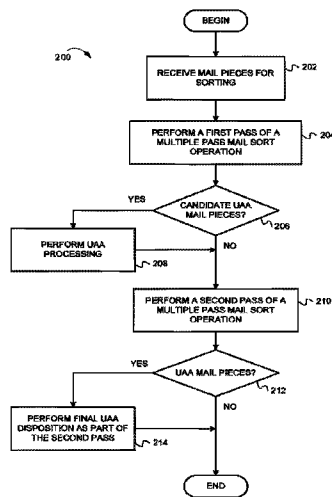 BEGIN
200
RECEIVE MAIL PIECES FOR
SORTING
202
PERFORM A FIRST PASS OF A
MULTIPLE PASS MAIL SORT
OPERATION
204
YES
CANDIDATE UAA
MAIL PIECES?
206
PERFORM UAA
PROCESSING
208
NO
PERFORM A SECOND PASS OF A
MULTIPLE PASS MAIL SORT
OPERATION
210
YES
UAA MAIL PIECES?
212
NO
PERFORM FINAL UAA
DISPOSITION AS PART OF
THE SECOND PASS
214
END